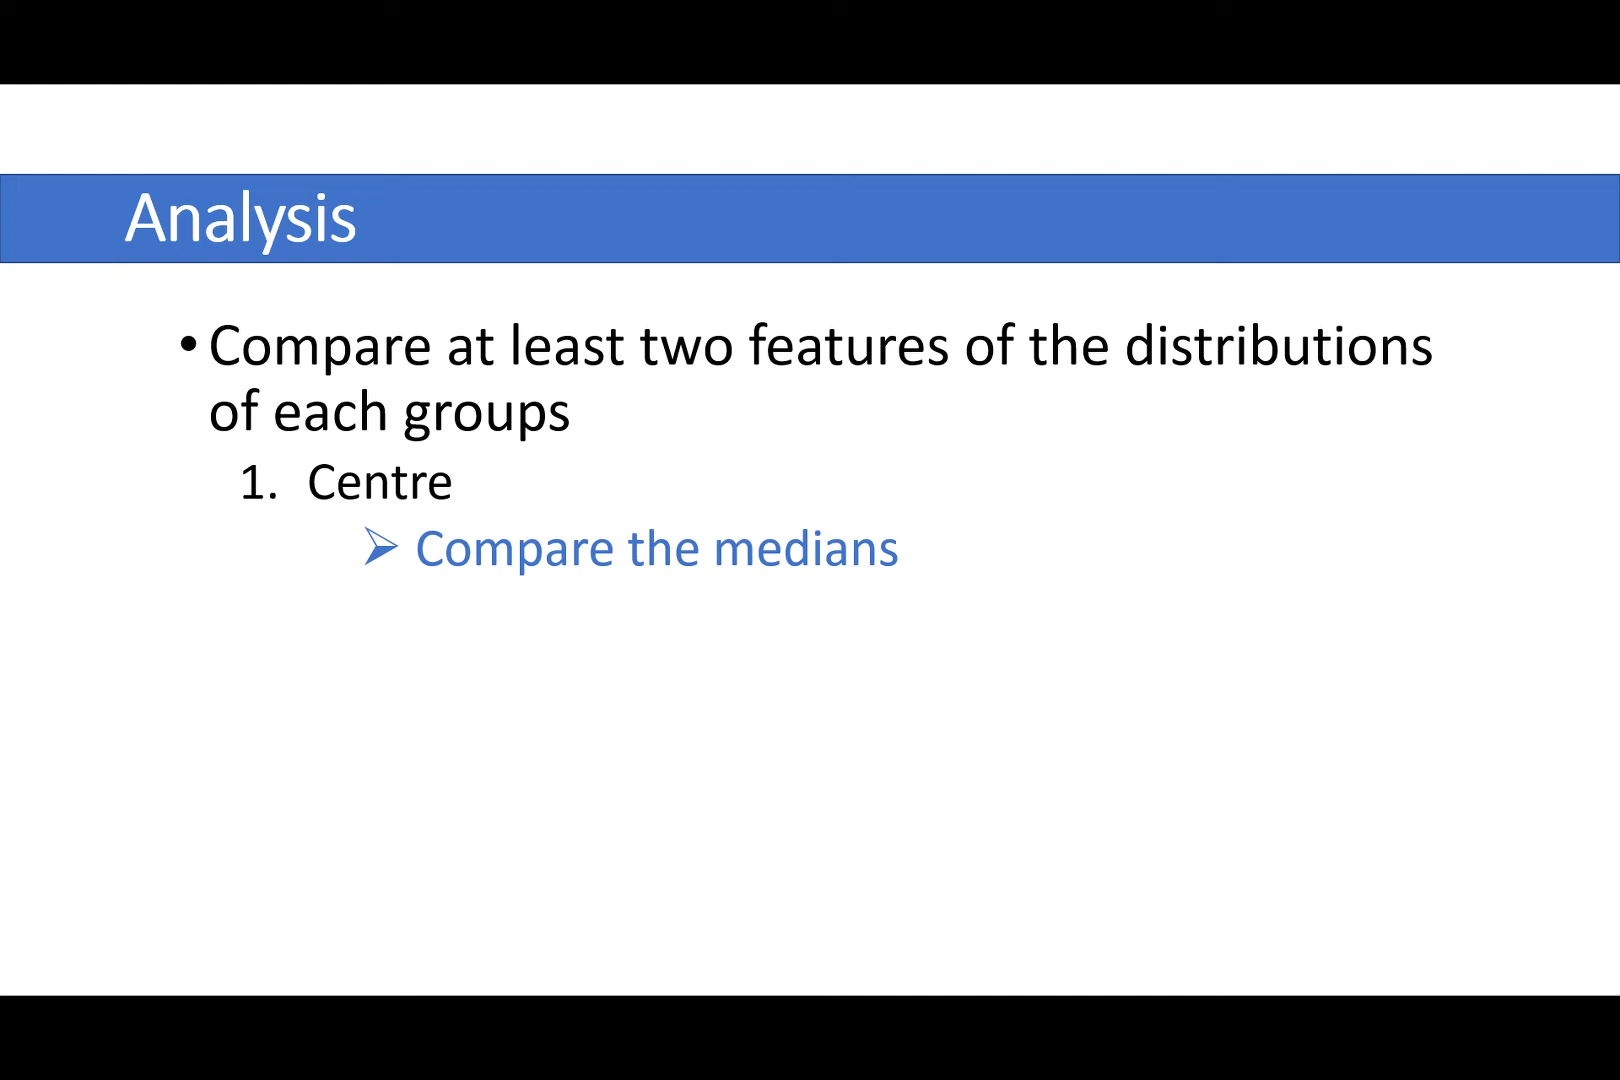 Analysis
• Compare at least two features of the distributions
of each groups
1. Centre
➢ Compare the medians